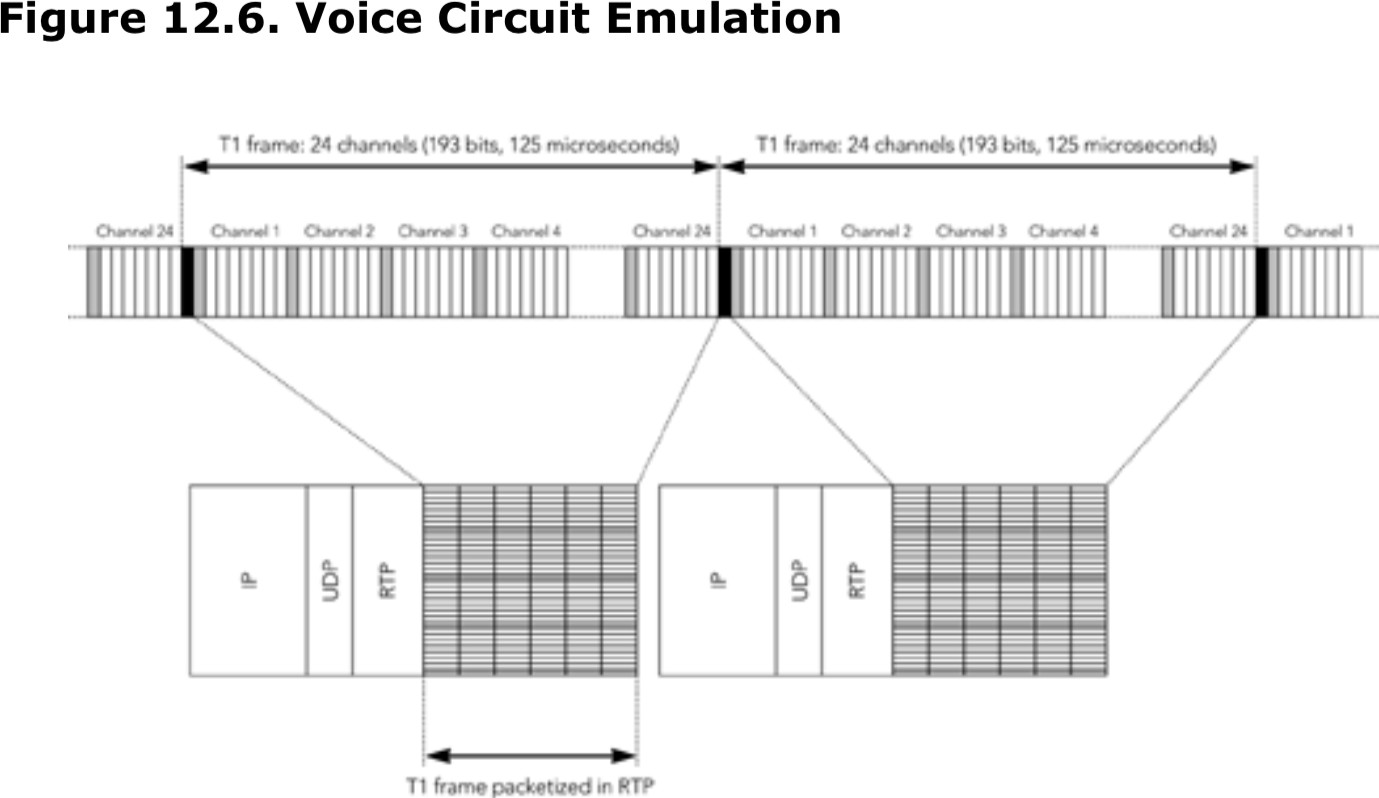 Figure 12.6. Voice Circuit Emulation
T1 frame: 24 channels (193 bits, 125 microseconds) T1 frame: 24 channels (193 bits, 125 microseconds)
Channel 24 Channel 1 Channel 2 Channel 3 Channel 4 Channel 24 Channel 1 Channel 2 Channel 3 Channel 4 Channel 24 Channel 1
IP UDP RTP IP UDP RTP
T1 frame packetized in RTP